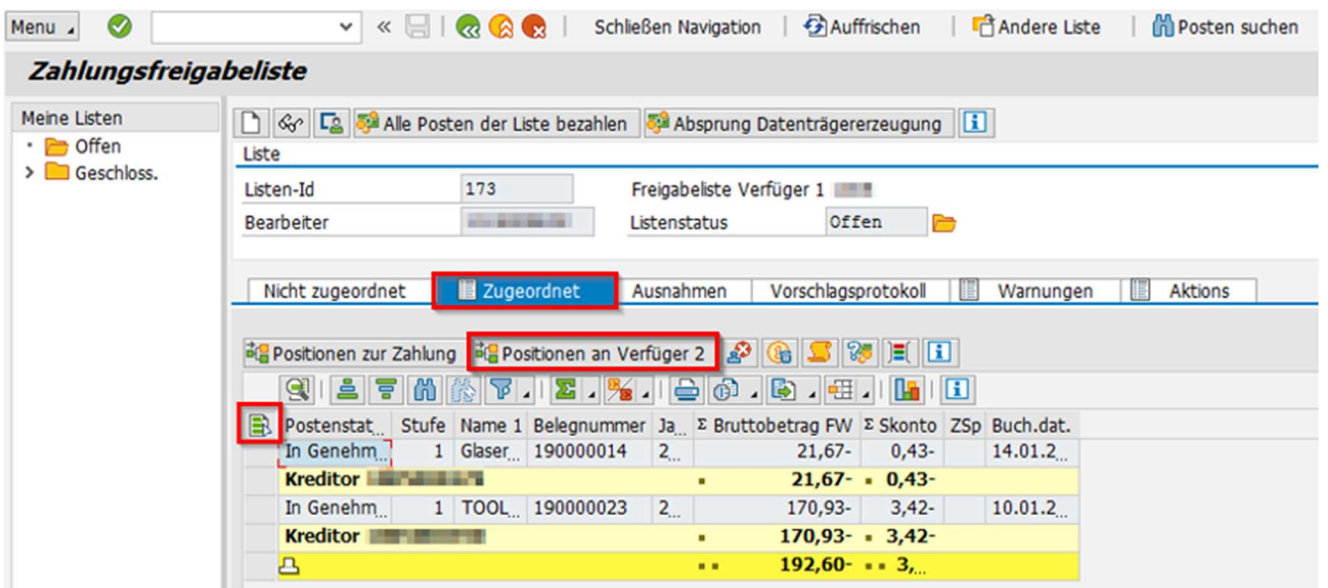 Menu
Schließen Navigation Auffrischen Andere Liste Posten suchen
Zahlungsfreigabeliste
Meine Listen
Offen
Geschloss.
Alle Posten der Liste bezahlen Absprung Datenträgererzeugung
Liste
Listen-Id 173 Freigabeliste Verfüger 1
Bearbeiter Listenstatus Offen
Nicht zugeordnet Zugeordnet Ausnahmen Vorschlagsprotokoll Warnungen Aktions
Positionen zur Zahlung Positionen an Verfüger 2
Postenstat... Stufe Name 1 Belegnummer Ja... Σ Bruttobetrag FW Σ Skonto ZSp Buch.dat.
In Genehm... 1 Glaser... 190000014 2... 21,67- 0,43- 14.01.2...
Kreditor 21,67- 0,43-
In Genehm... 1 TOOL... 190000023 2... 170,93- 3,42- 10.01.2...
Kreditor 170,93- 3,42-
192,60- 3,...